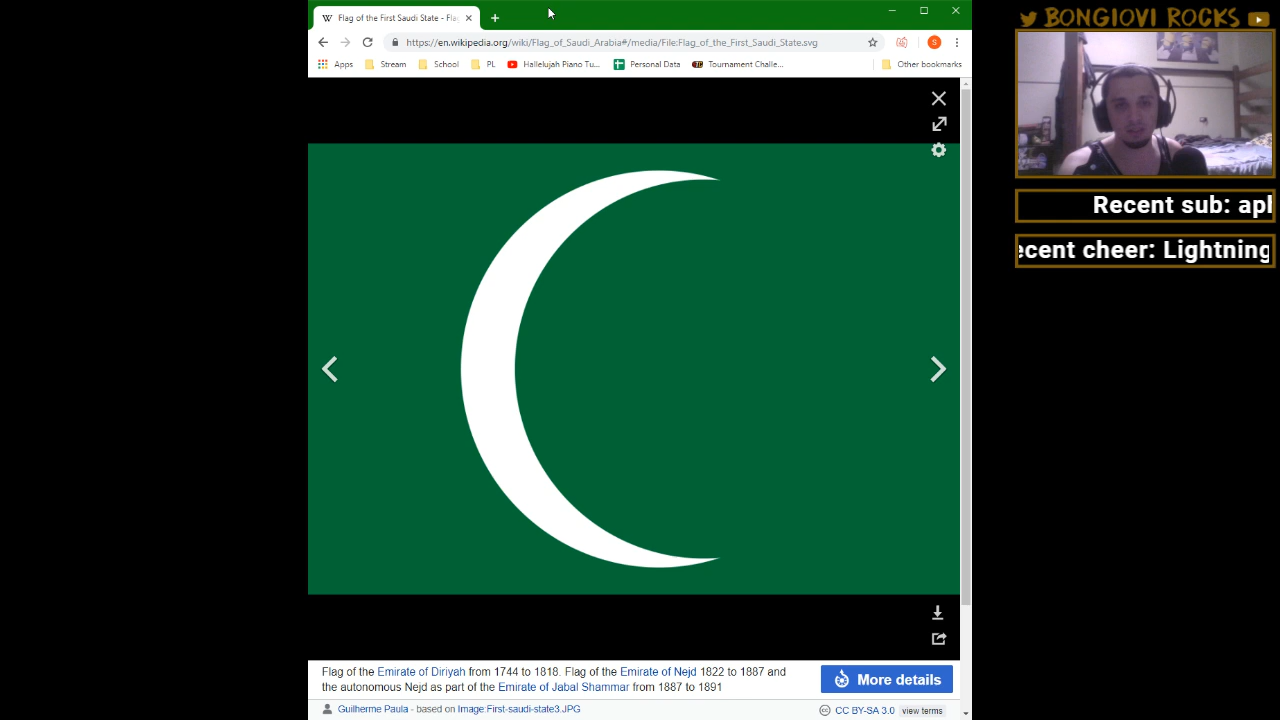 Flag of the First Saudi State - Fla
BONGIOVI ROCKS
https://en.wikipedia.org/wiki/Flag_of_Saudi_Arabia#/media/File:Flag_of_the_First_Saudi_State.svg
S
Apps Stream School PL Hallelujah Piano Tu... Personal Data Tournament Challe... Other bookmarks
Recent sub: apl
ecent cheer: Lightning
Flag of the Emirate of Diriyah from 1744 to 1818. Flag of the Emirate of Nejd 1822 to 1887 and
the autonomous Nejd as part of the Emirate of Jabal Shammar from 1887 to 1891
More details
Guilherme Paula - based on Image:First-saudi-state3.JPG
CC BY-SA 3.0 view terms